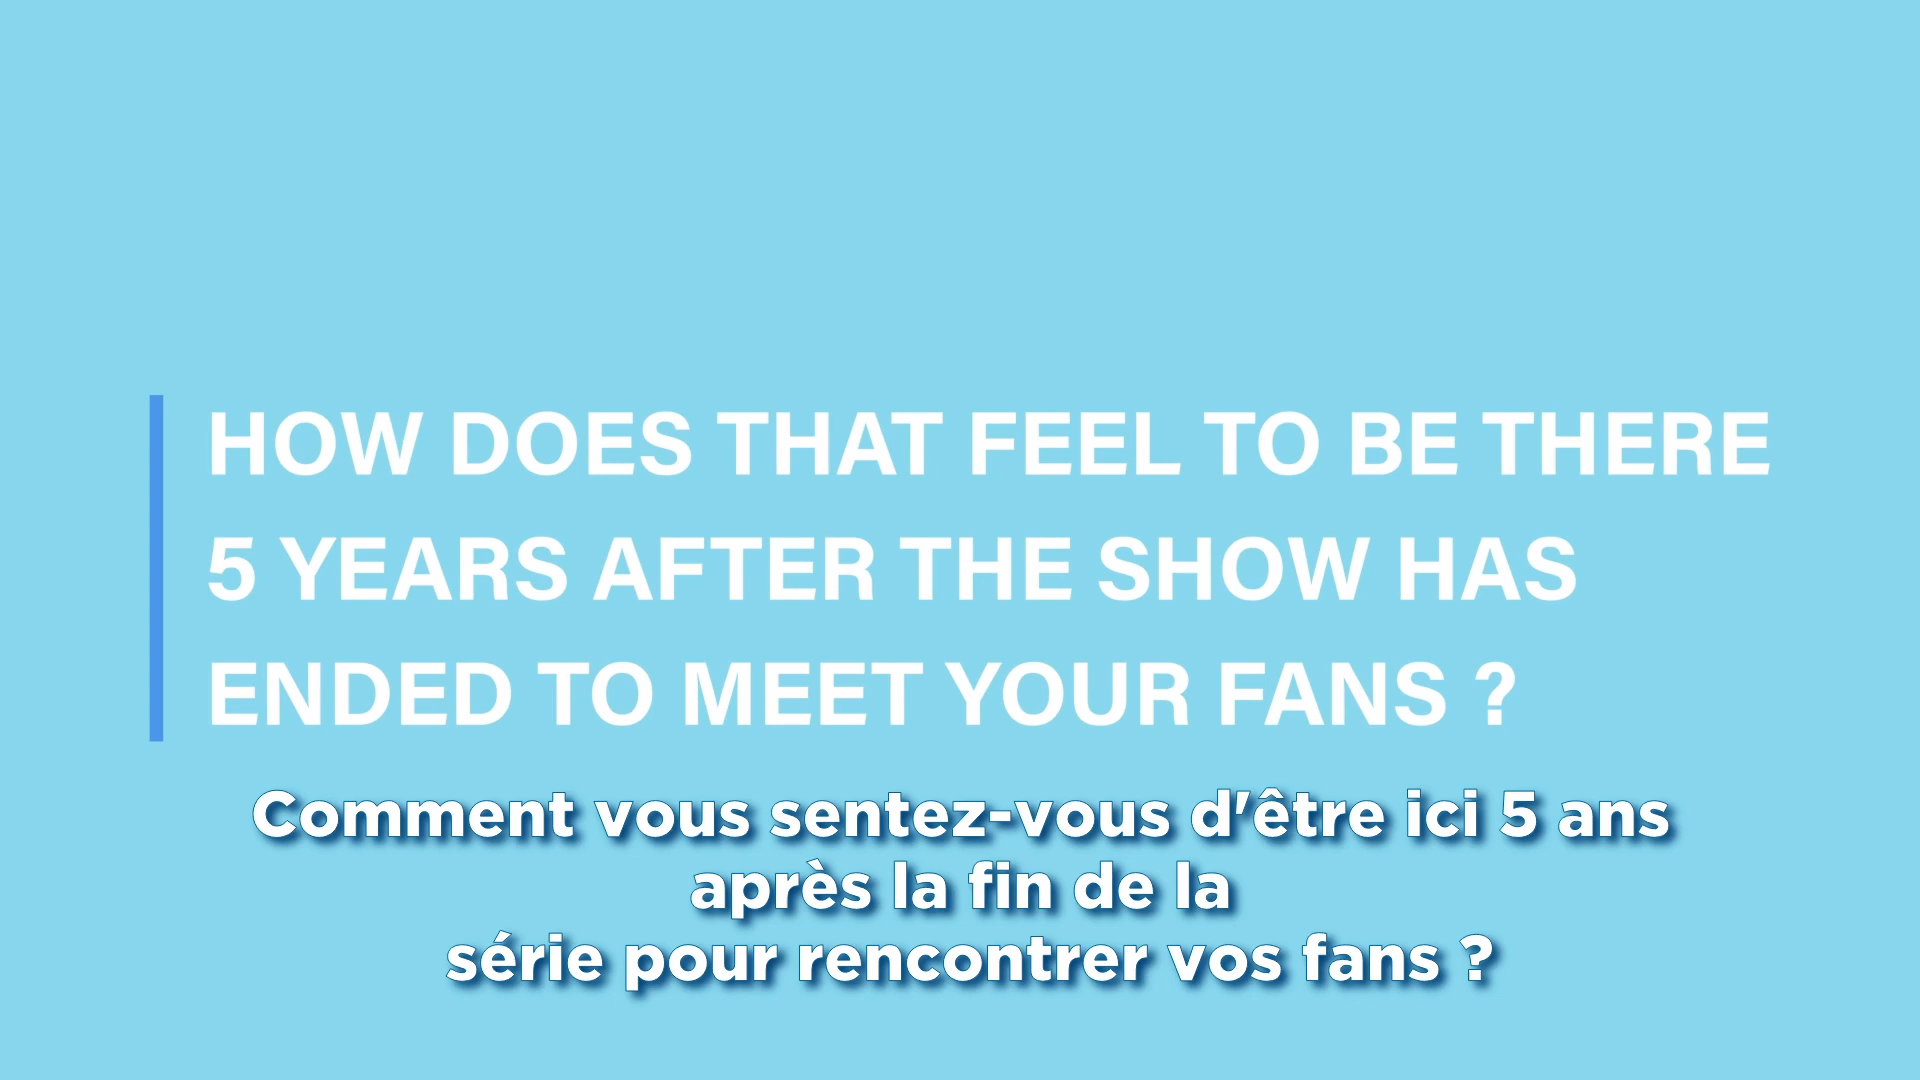 HOW DOES THAT FEEL TO BE THERE
5 YEARS AFTER THE SHOW HAS
ENDED TO MEET YOUR FANS ?
Comment vous sentez-vous d'être ici 5 ans
après la fin de la
série pour rencontrer vos fans ?